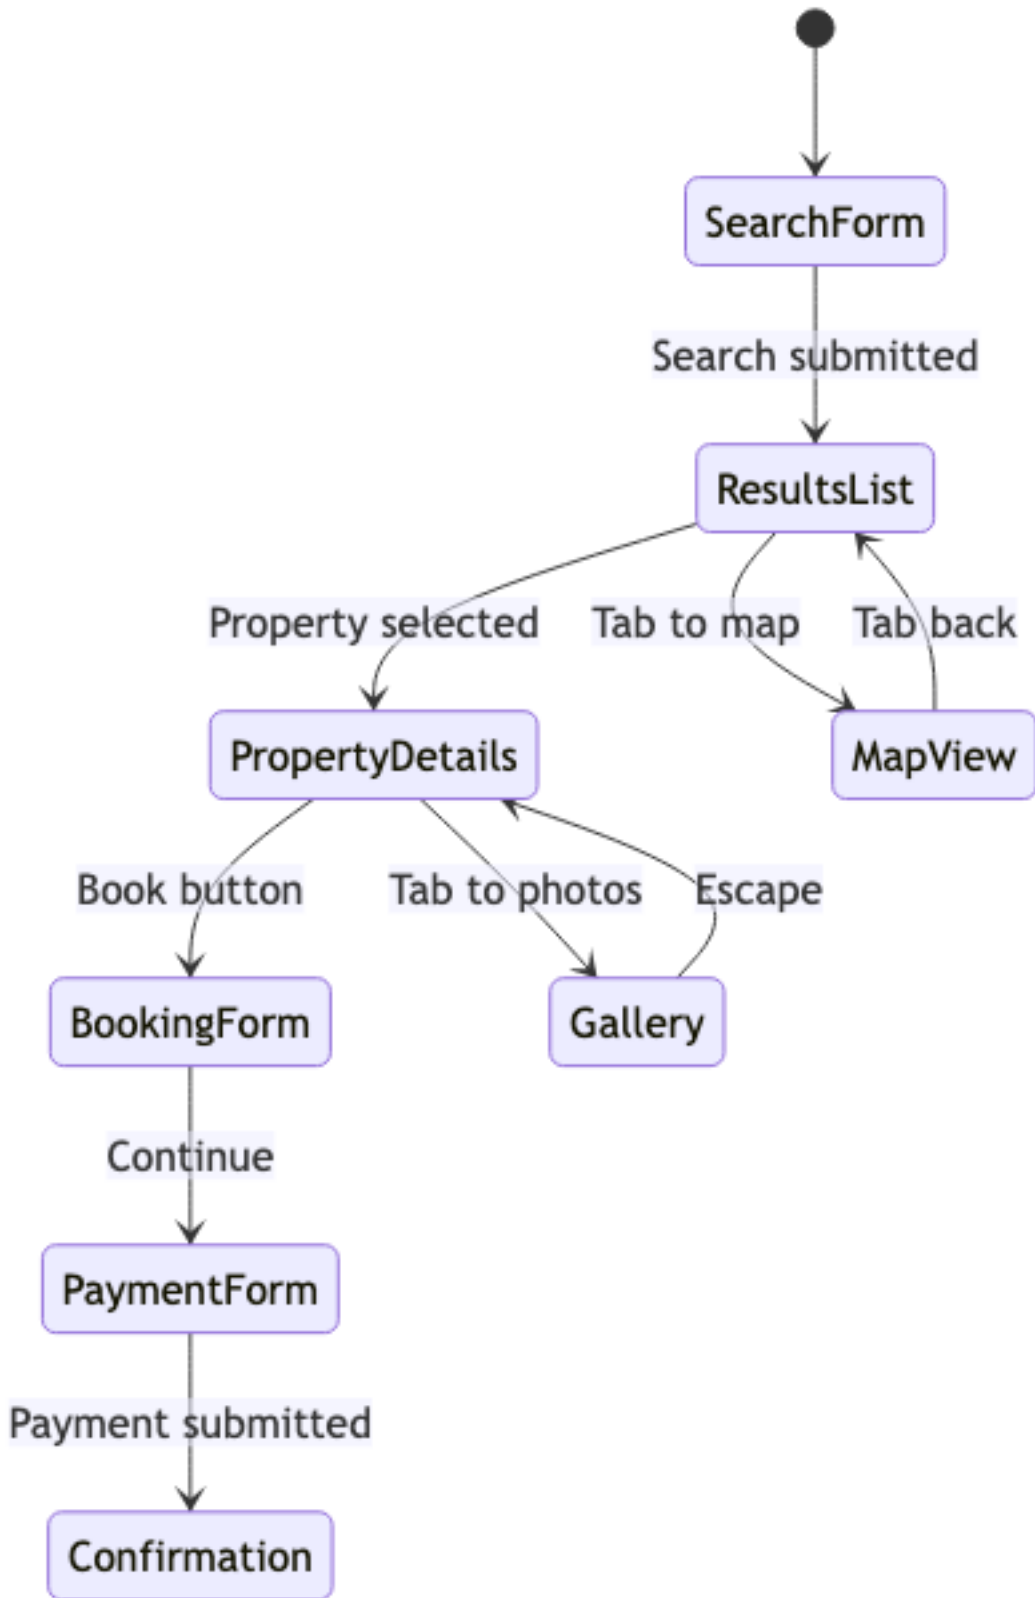 SearchForm
Search submitted
ResultsList
Property selected
Tab to map
Tab back
PropertyDetails
MapView
Book button
Tab to photos
Escape
BookingForm
Gallery
Continue
PaymentForm
Payment submitted
Confirmation